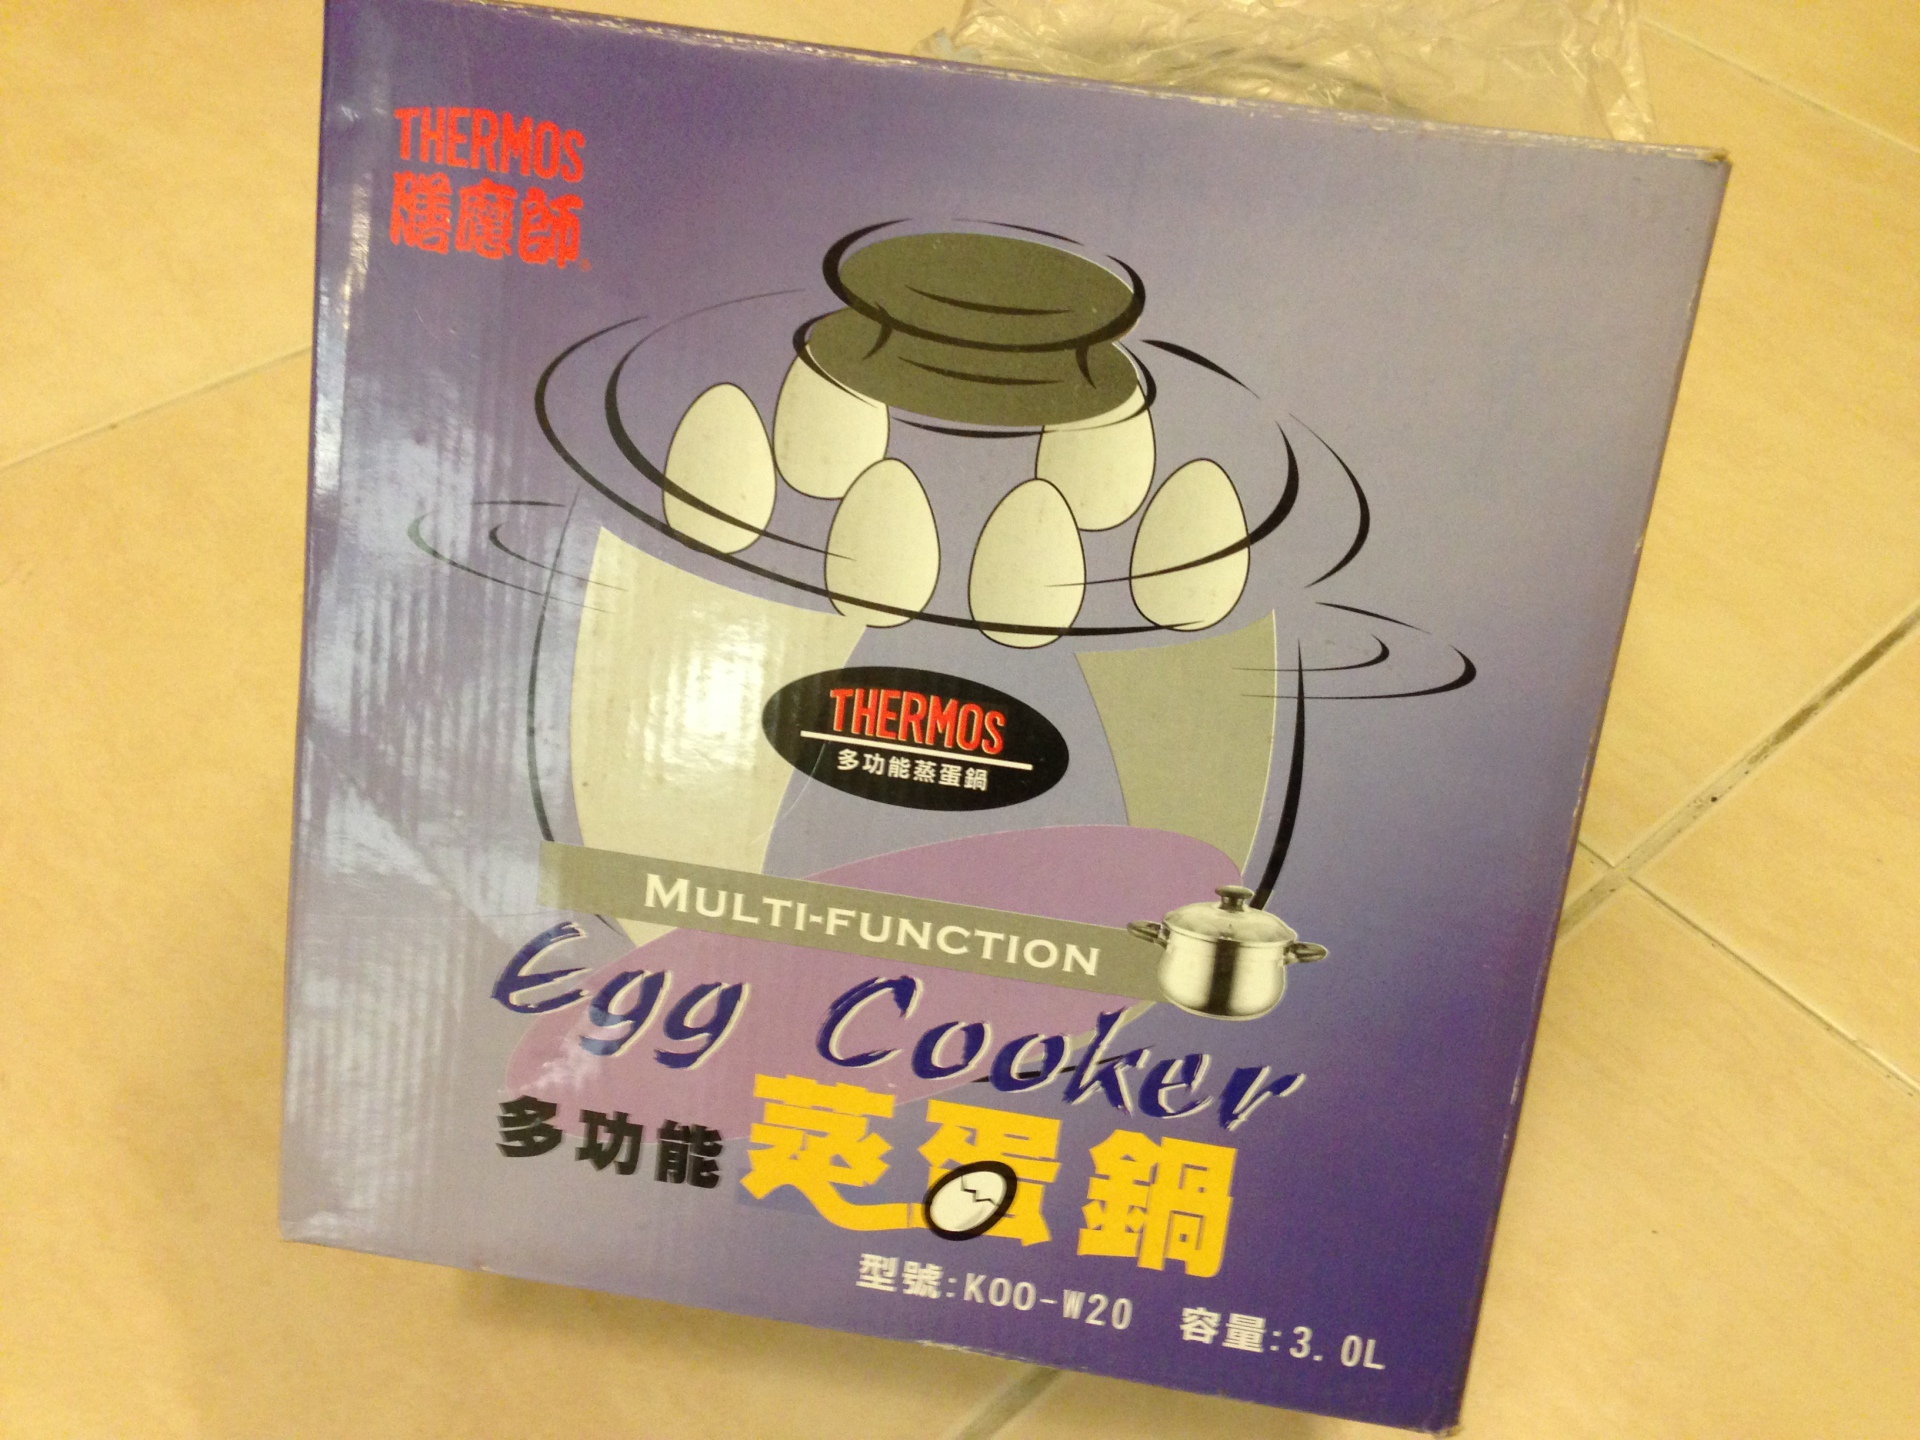 THERMOS
膳魔師
THERMOS
多功能蒸蛋鍋
MULTI-FUNCTION
Egg Cooker
多功能蒸蛋鍋
型號:KOO-W20 容量:3.0L